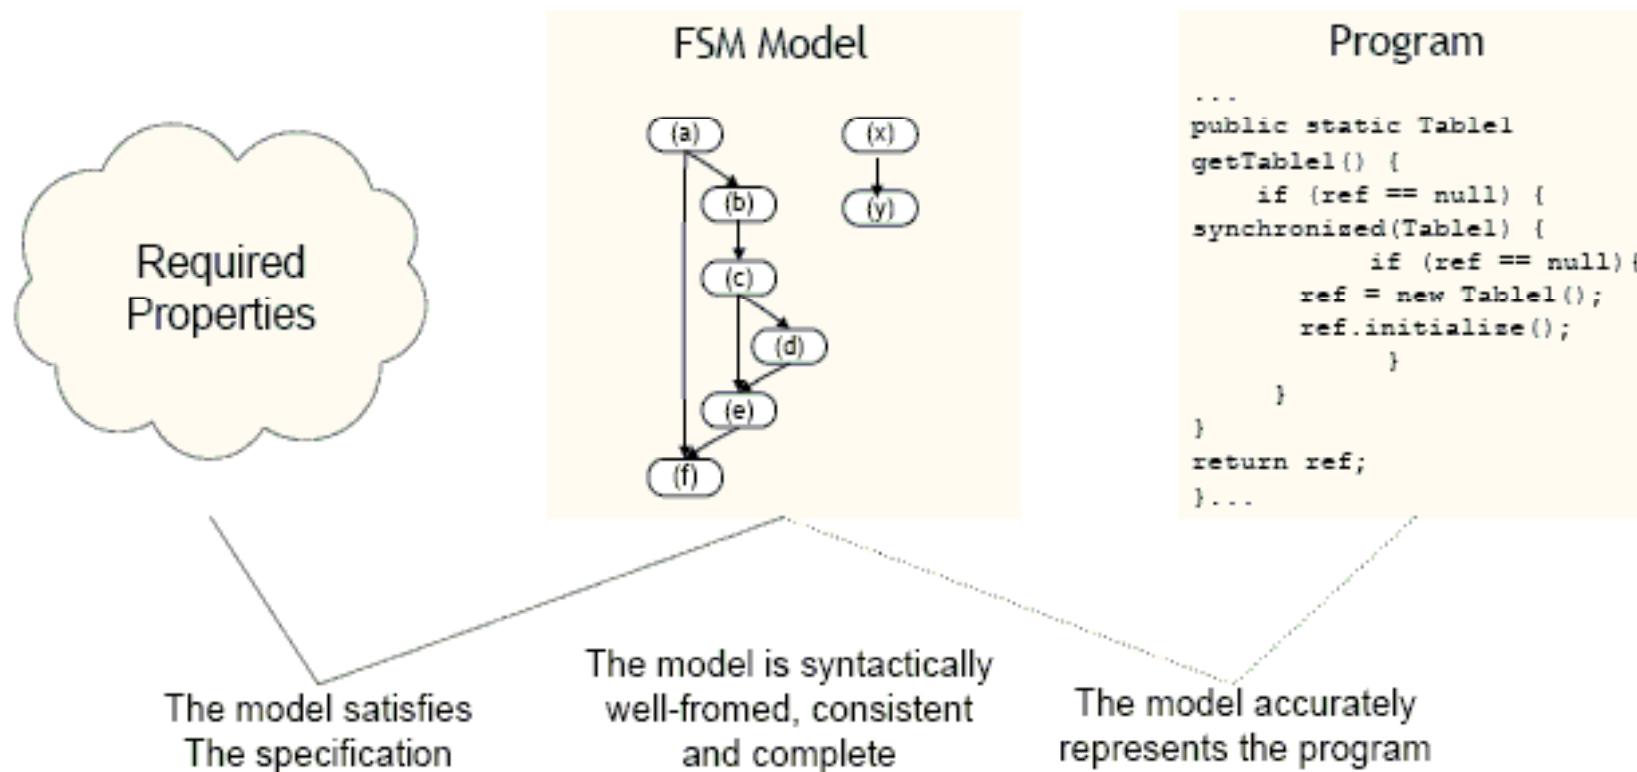 Required
Properties
FSM Model
(a)
(x)
(b)
(y)
(c)
(d)
(e)
(f)
Program
...
public static Table1
getTable1() {
if (ref == null) {
synchronized(Table1) {
if (ref == null){
ref = new Table1();
ref.initialize();
}
}
}
return ref;
}...
The model satisfies
The specification
The model is syntactically
well-fromed, consistent
and complete
The model accurately
represents the program